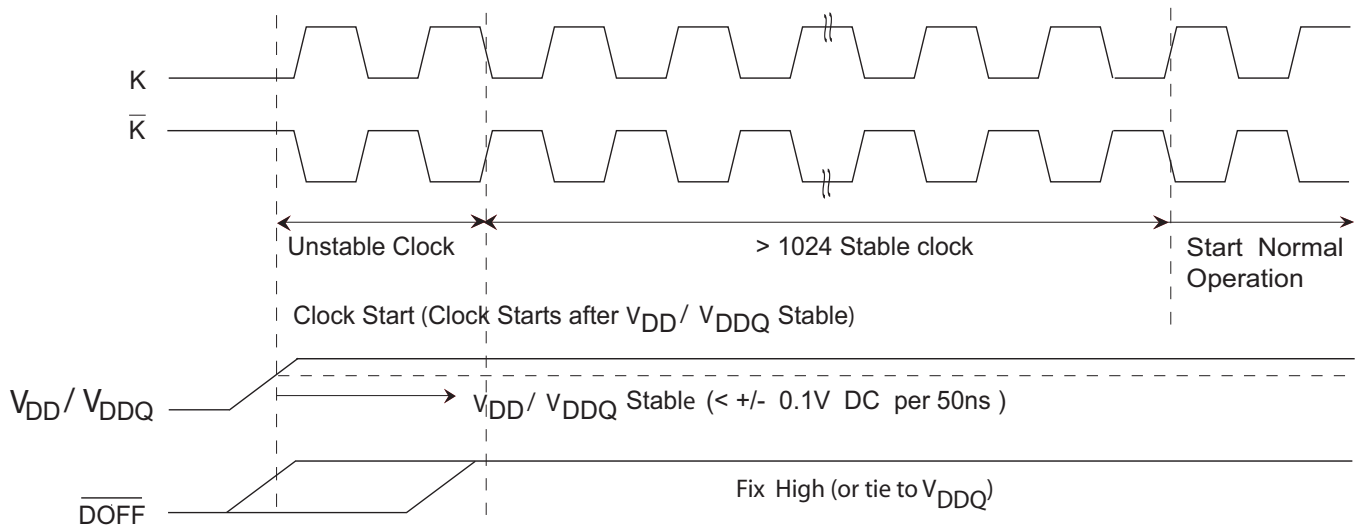 K
K̅
Unstable Clock
> 1024 Stable clock
Start Normal
Operation
Clock Start (Clock Starts after VDD / VDDQ Stable)
VDD / VDDQ
VDD / VDDQ Stable (< +/- 0.1V DC per 50ns )
D̅O̅F̅F̅
Fix High (or tie to VDDQ)